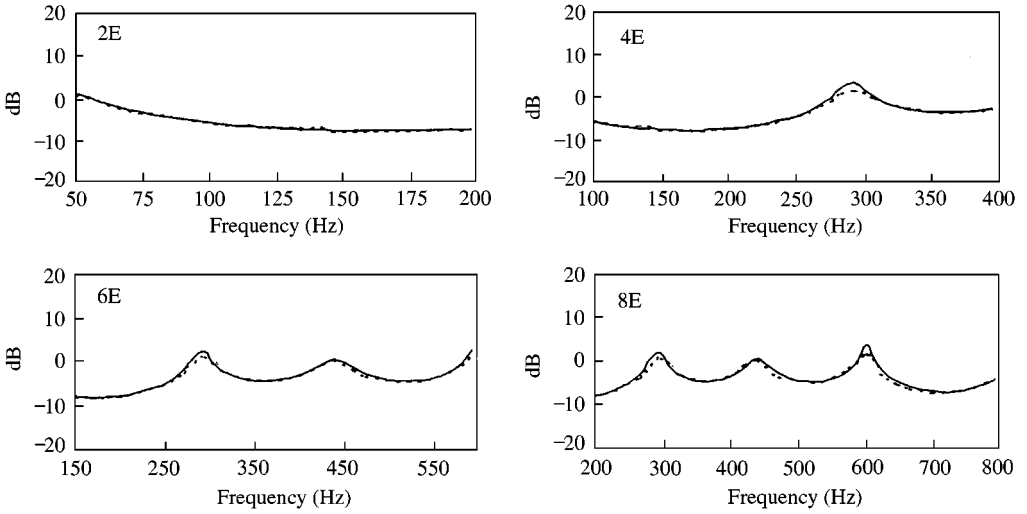 20
10
0
−10
−20
dB
2E
50 75 100 125 150 175 200
Frequency (Hz)
20
10
0
−10
−20
dB
4E
100 150 200 250 300 350 400
Frequency (Hz)
20
10
0
−10
−20
dB
6E
150 250 350 450 550
Frequency (Hz)
20
10
0
−10
−20
dB
8E
200 300 400 500 600 700 800
Frequency (Hz)